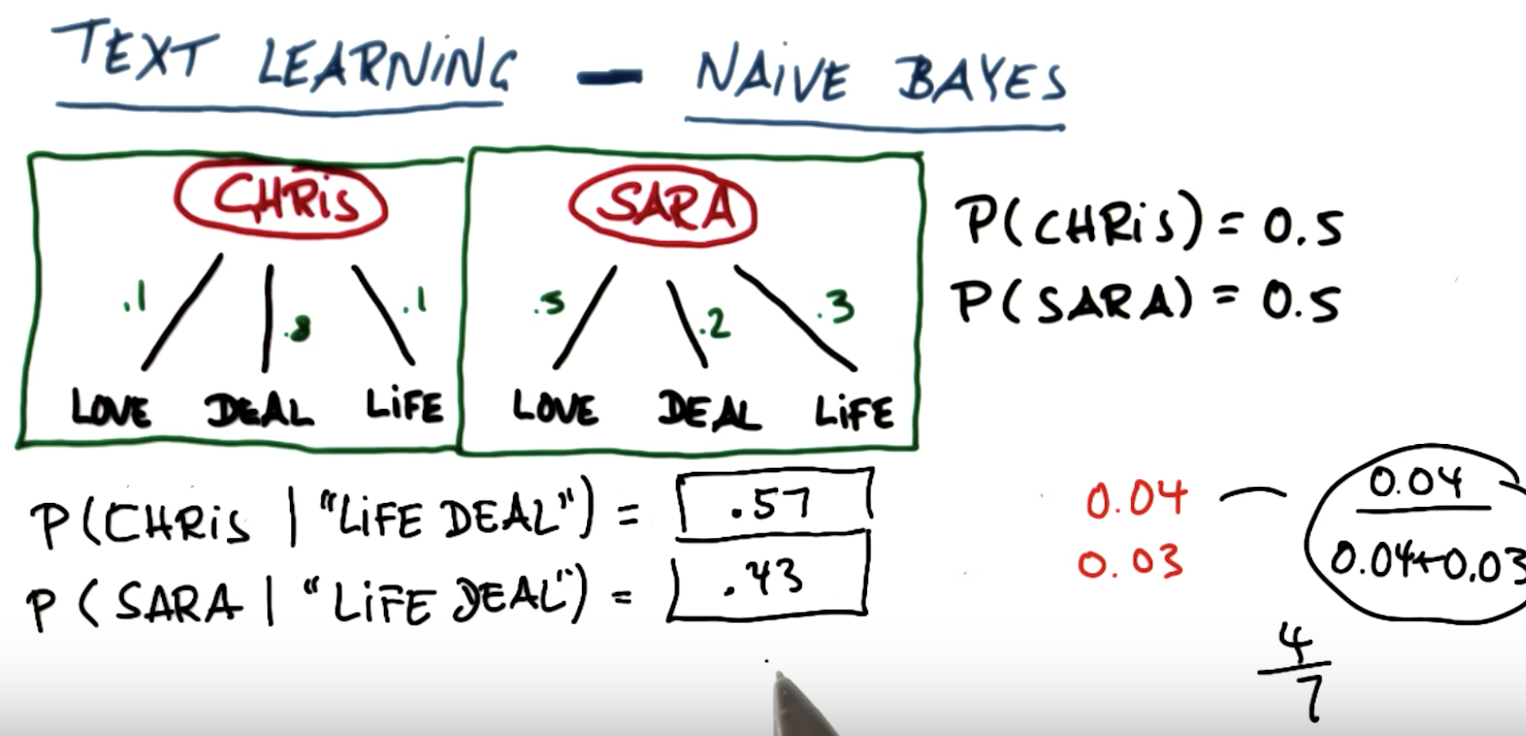 TEXT LEARNING - NAIVE BAYES
CHRIS SARA
P(CHRIS) = 0.5
P(SARA) = 0.5
.1 .8 .1 .5 .2 .3
LOVE DEAL LIFE LOVE DEAL LIFE
P(CHRIS | "LIFE DEAL") = .57
P(SARA | "LIFE DEAL") = .43
0.04
0.03
0.04
0.04+0.03
4
7